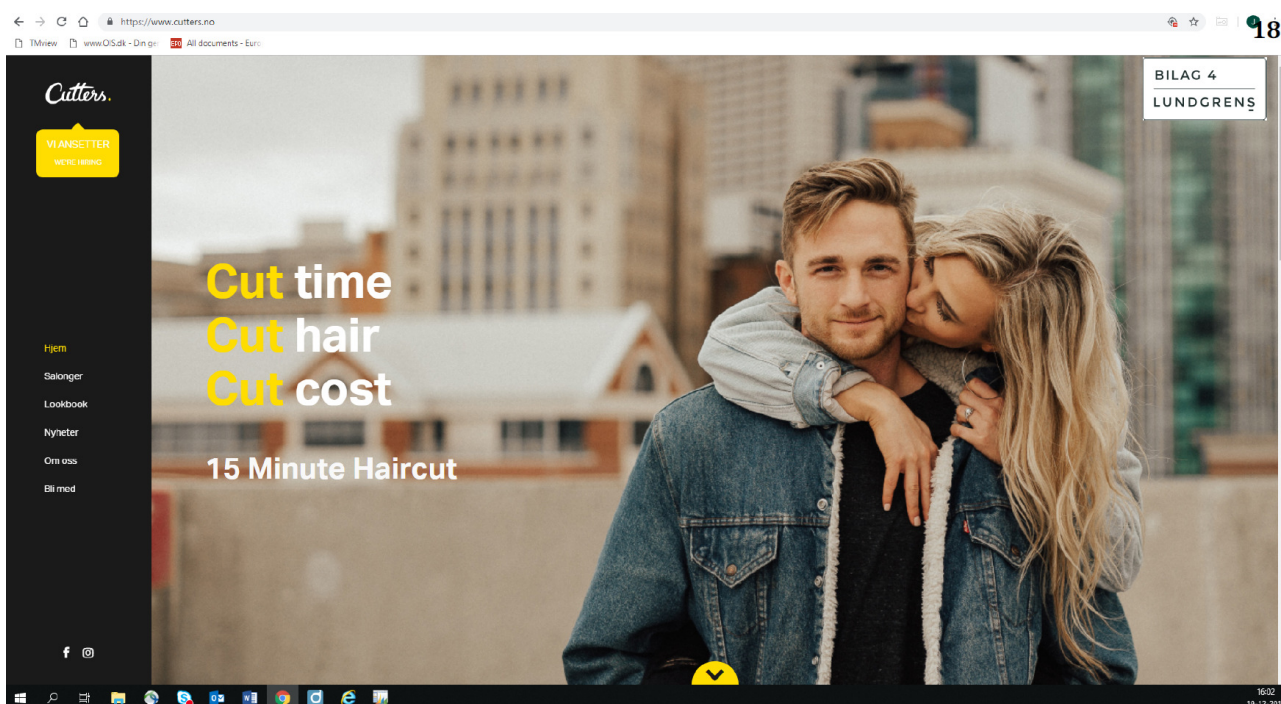 https://www.cutters.no
18
TMview
www.OIS.dk - Din ge
EPO
All documents - Euro
BILAG 4
LUNDGRENS
Cutters.
VI ANSETTER
WE'RE HIRING
Cut time
Cut hair
Cut cost
15 Minute Haircut
Hjem
Salonger
Lookbook
Nyheter
Om oss
Bli med
16:02